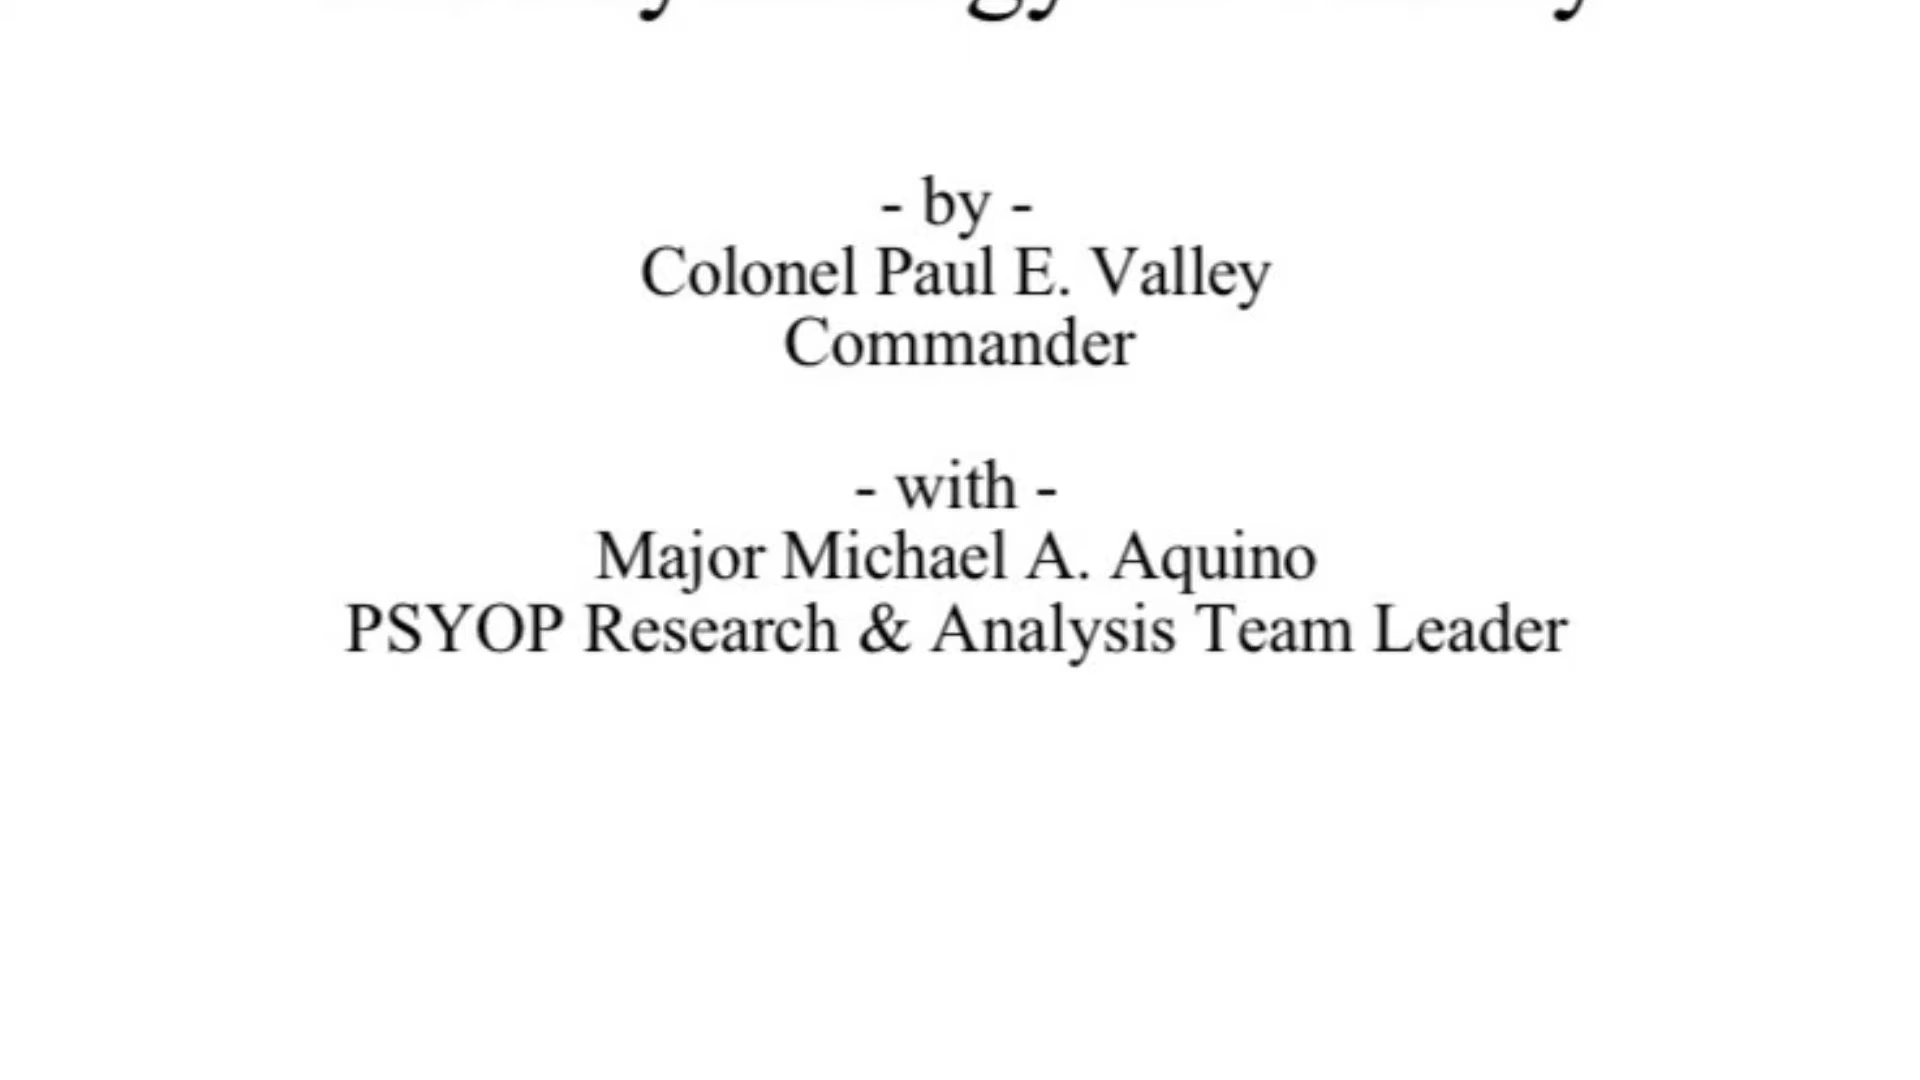 - by -
Colonel Paul E. Valley
Commander
- with -
Major Michael A. Aquino
PSYOP Research & Analysis Team Leader